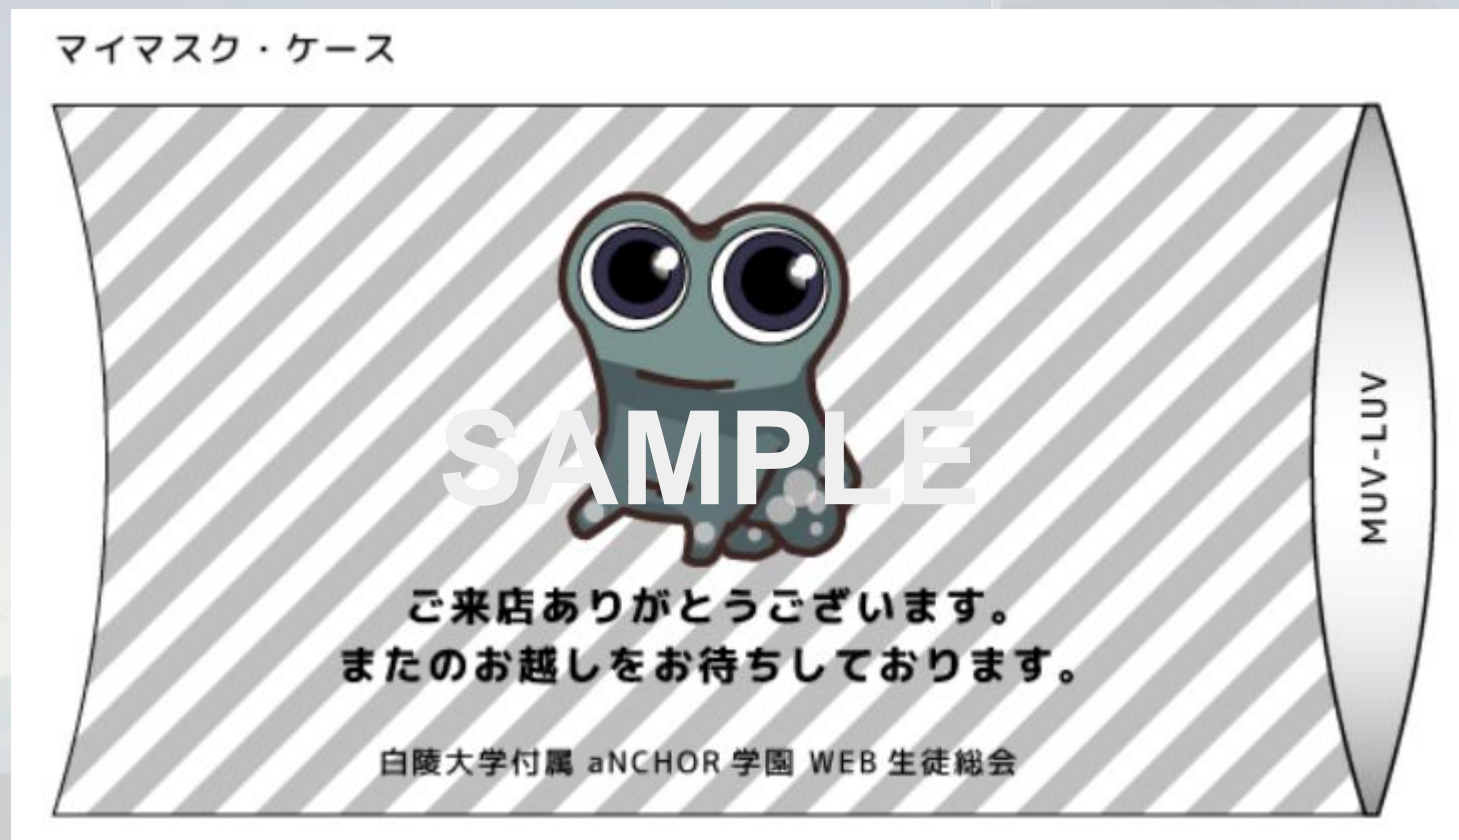 マイマスク・ケース
SAMPLE
ご来店ありがとうございます。
またのお越しをお待ちしております。
白陵大学付属 aNCHOR 学園 WEB 生徒総会
MUV-LUV